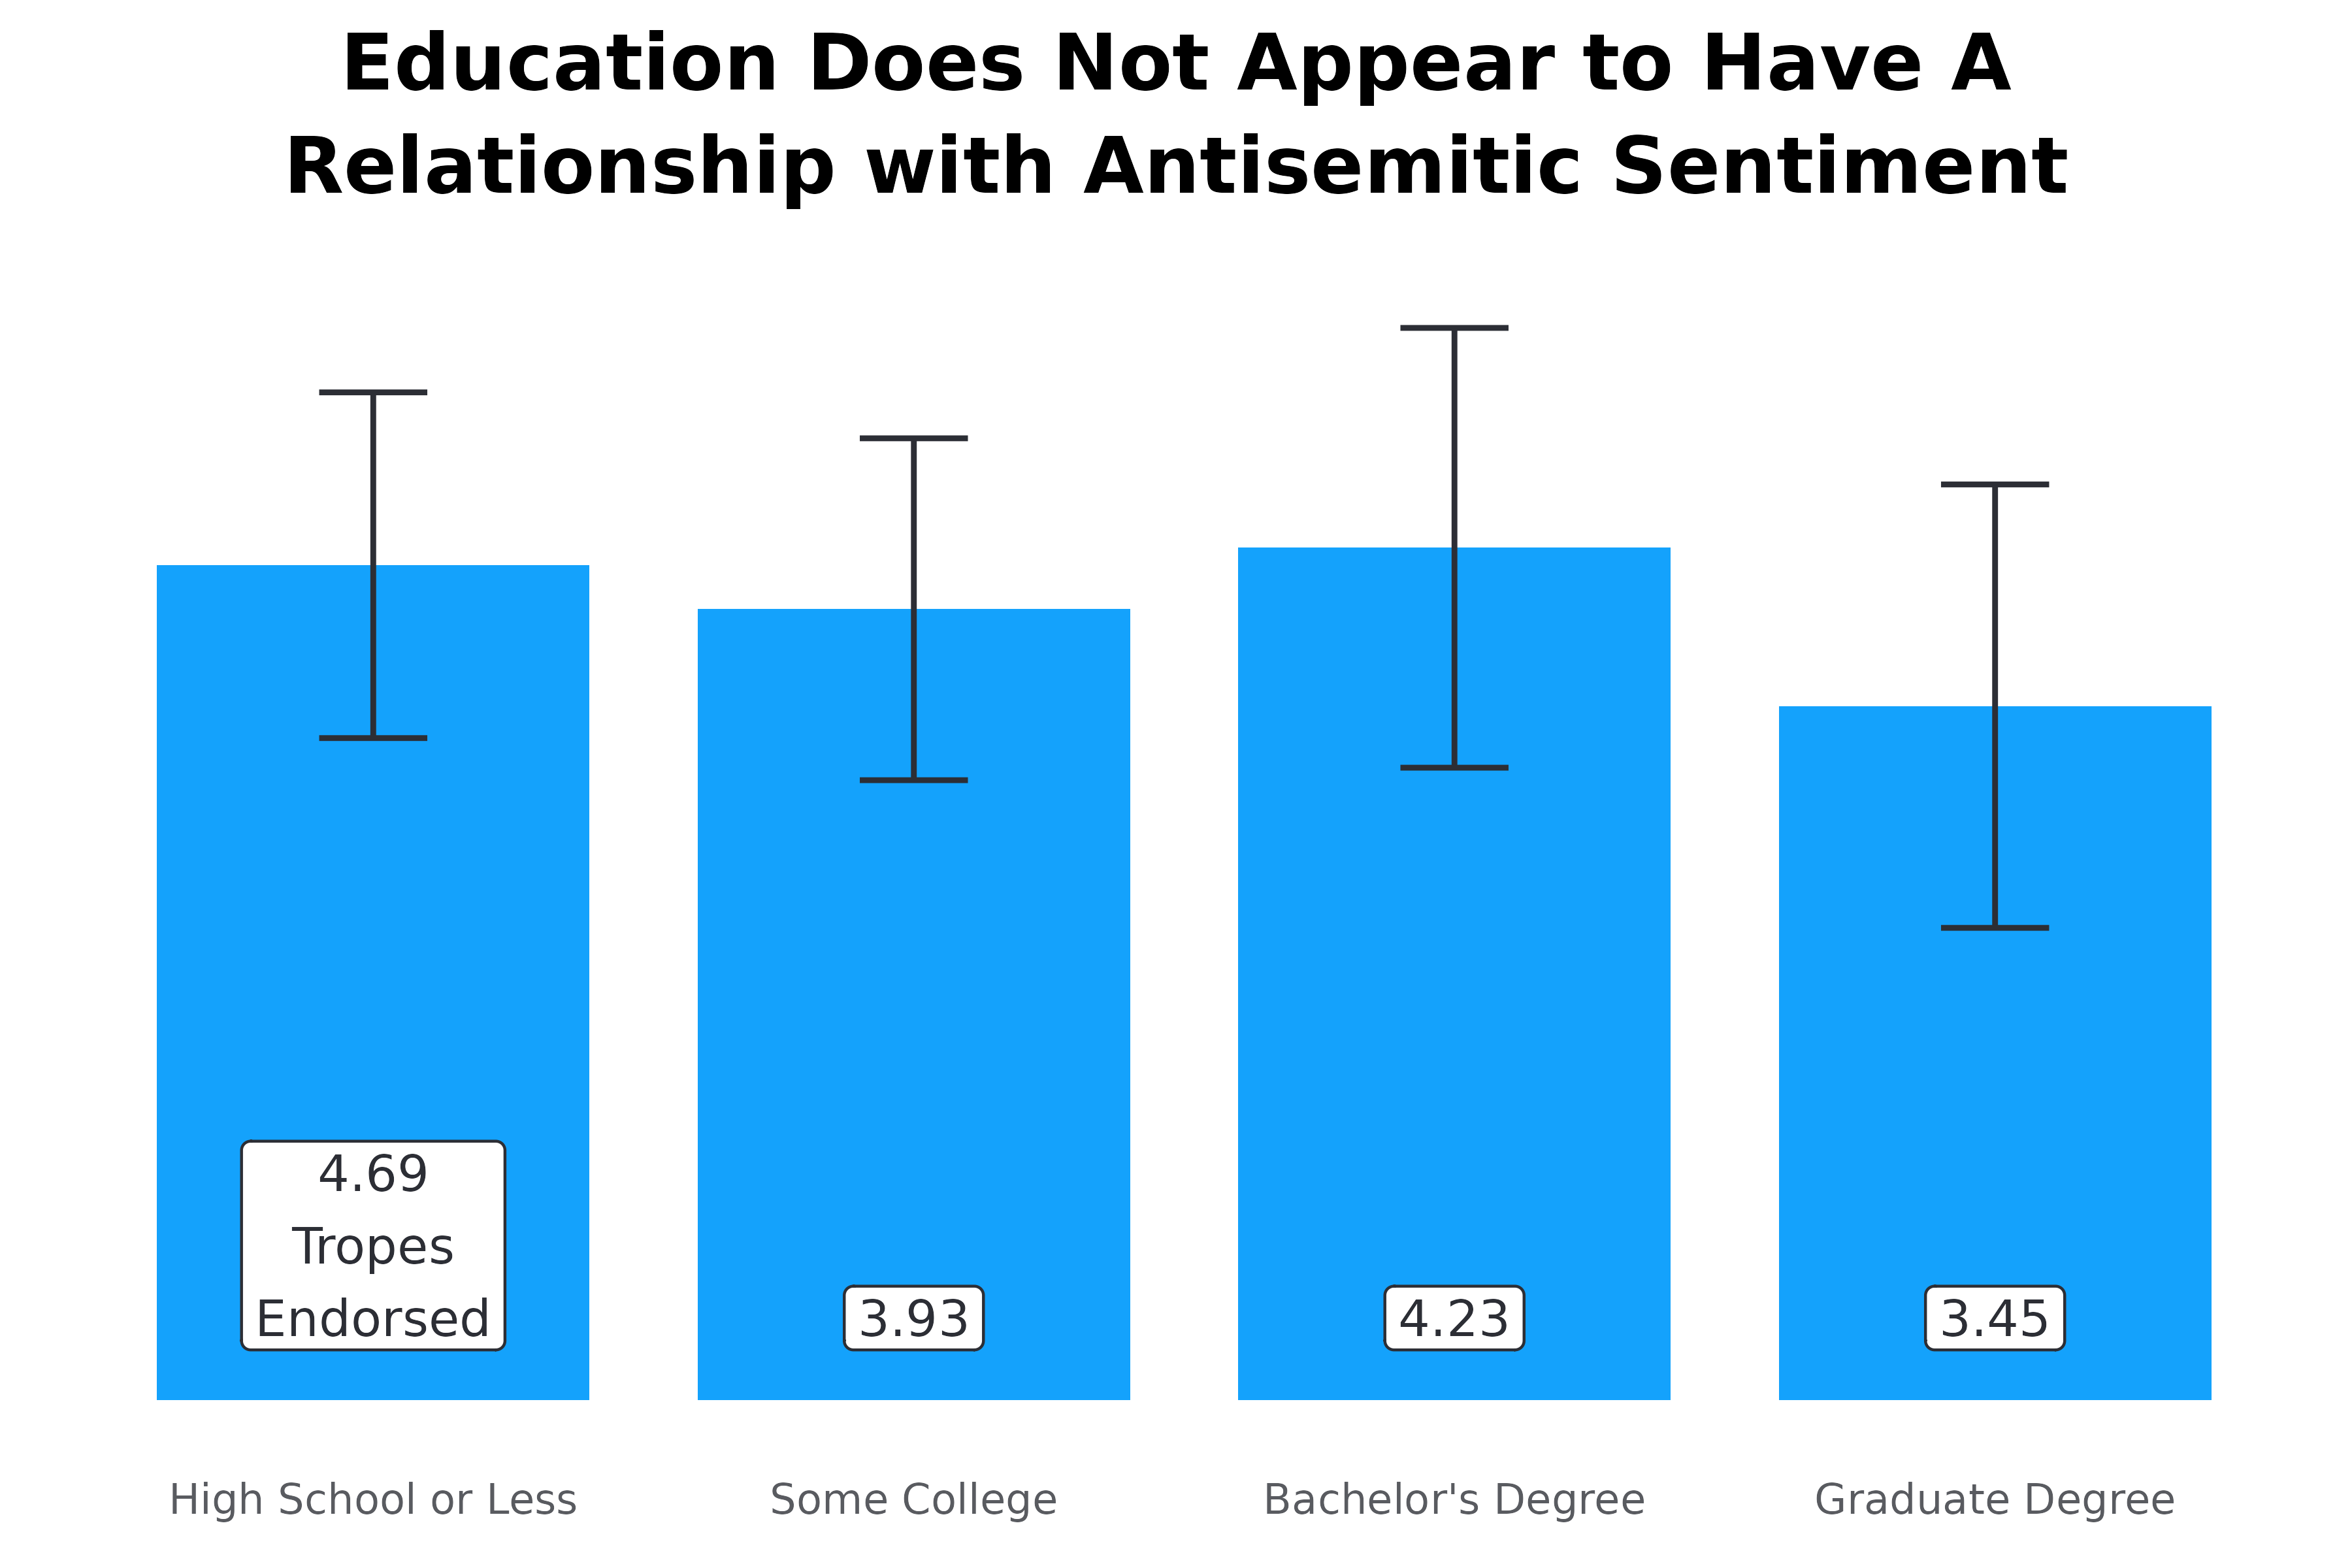 Education Does Not Appear to Have A
Relationship with Antisemitic Sentiment
4.69
Tropes
Endorsed
3.93
4.23
3.45
High School or Less
Some College
Bachelor's Degree
Graduate Degree